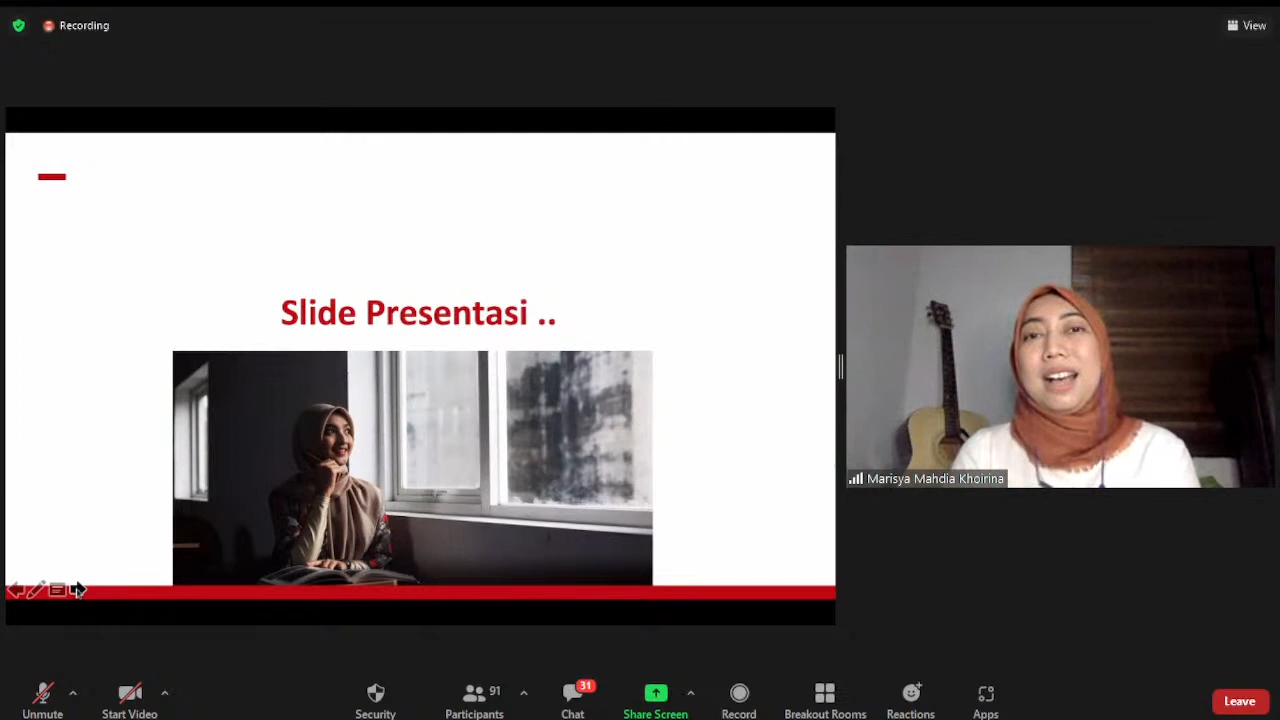 Recording
View
Slide Presentasi ..
Marisya Mahdia Khoirina
Unmute
Start Video
Security
91
Participants
31
Chat
Share Screen
Record
Breakout Rooms
Reactions
Apps
Leave